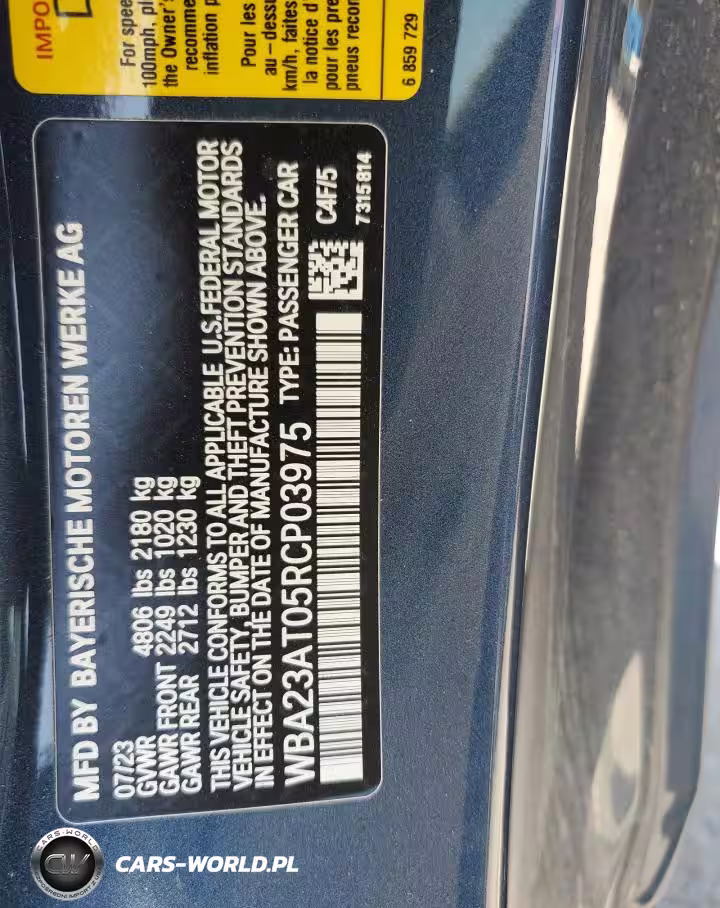 IMPO
For spee
100mph, pl
the Owner's
recomme
inflation p
Pour les
au – dessu
km/h, faites
la notice d'
pour les pre
pneus recor
6 859 729
MFD BY BAYERISCHE MOTOREN WERKE AG
07/23
GVWR 4806 lbs 2180 kg
GAWR FRONT 2249 lbs 1020 kg
GAWR REAR 2712 lbs 1230 kg
THIS VEHICLE CONFORMS TO ALL APPLICABLE U.S.FEDERAL MOTOR
VEHICLE SAFETY, BUMPER AND THEFT PREVENTION STANDARDS
IN EFFECT ON THE DATE OF MANUFACTURE SHOWN ABOVE.
WBA23AT05RCP03975 TYPE: PASSENGER CAR
C4F/5
7315814
CARS-WORLD
CW
CARS-WORLD.PL